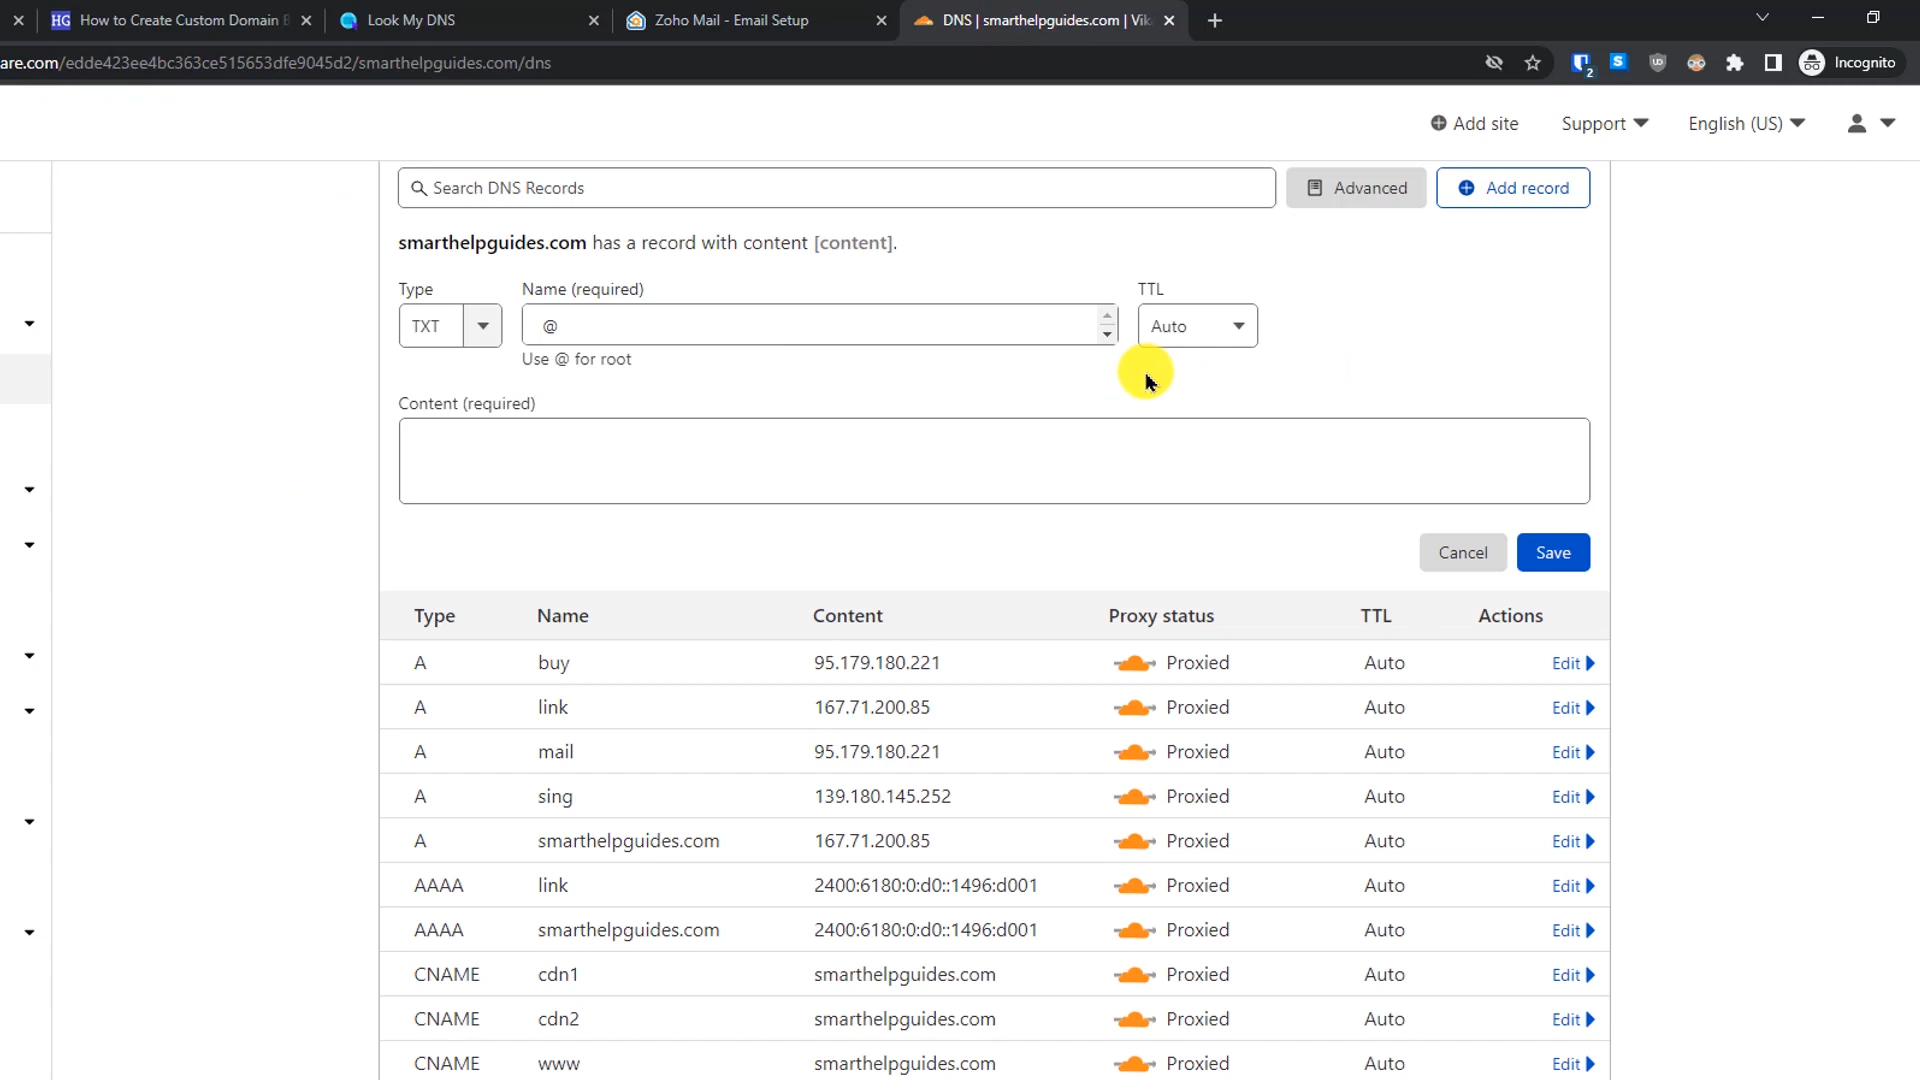 HG How to Create Custom Domain
Look My DNS
Zoho Mail - Email Setup
DNS | smarthelpguides.com | Vik
are.com/edde423ee4bc363ce515653dfe9045d2/smarthelpguides.com/dns
2
S
Incognito
Add site
Support
English (US)
Search DNS Records
Advanced
Add record
smarthelpguides.com has a record with content [content].
Type
Name (required)
TTL
TXT
@
Auto
Use @ for root
Content (required)
Cancel
Save
Type Name Content Proxy status TTL Actions
A buy 95.179.180.221 Proxied Auto Edit
A link 167.71.200.85 Proxied Auto Edit
A mail 95.179.180.221 Proxied Auto Edit
A sing 139.180.145.252 Proxied Auto Edit
A smarthelpguides.com 167.71.200.85 Proxied Auto Edit
AAAA link 2400:6180:0:d0::1496:d001 Proxied Auto Edit
AAAA smarthelpguides.com 2400:6180:0:d0::1496:d001 Proxied Auto Edit
CNAME cdn1 smarthelpguides.com Proxied Auto Edit
CNAME cdn2 smarthelpguides.com Proxied Auto Edit
CNAME www smarthelpguides.com Proxied Auto Edit